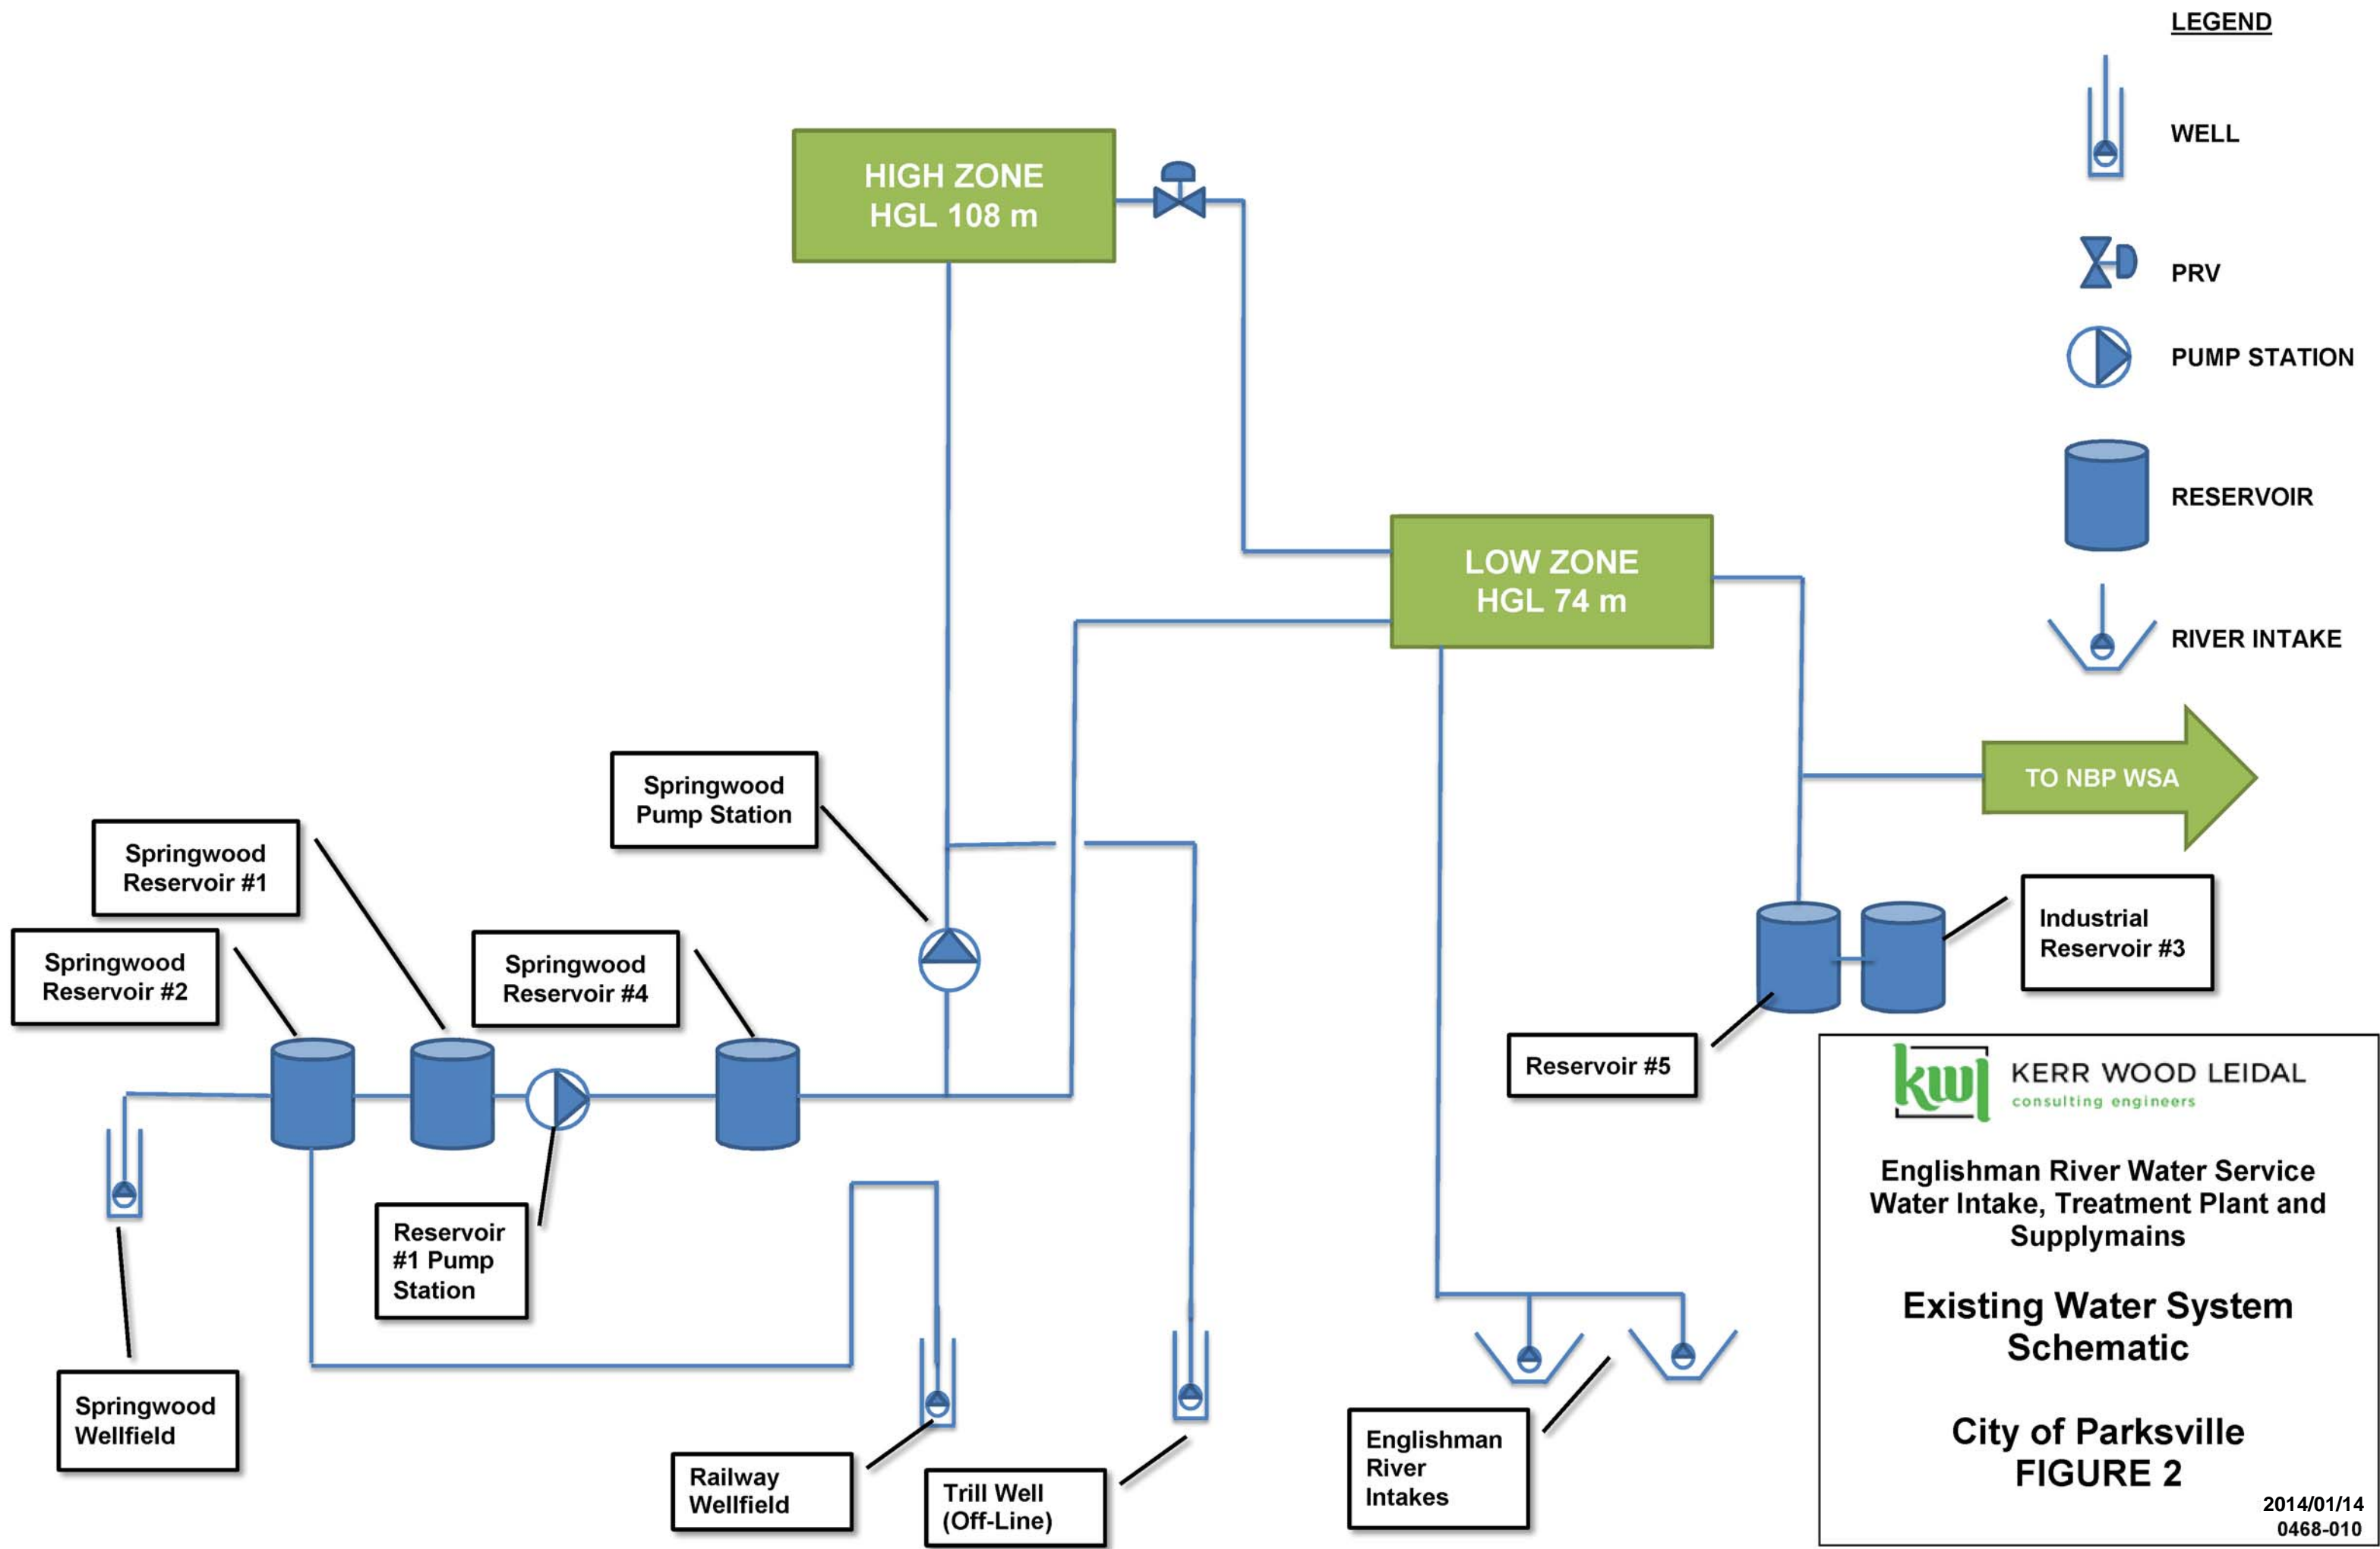 LEGEND
WELL
PRV
PUMP STATION
RESERVOIR
RIVER INTAKE
HIGH ZONE
HGL 108 m
LOW ZONE
HGL 74 m
TO NBP WSA
Springwood
Pump Station
Springwood
Reservoir #1
Springwood
Reservoir #2
Springwood
Reservoir #4
Industrial
Reservoir #3
Reservoir #5
Reservoir
#1 Pump
Station
Springwood
Wellfield
Railway
Wellfield
Trill Well
(Off-Line)
Englishman
River
Intakes
kwl
KERR WOOD LEIDAL
consulting engineers
Englishman River Water Service
Water Intake, Treatment Plant and
Supplymains
Existing Water System
Schematic
City of Parksville
FIGURE 2
2014/01/14
0468-010